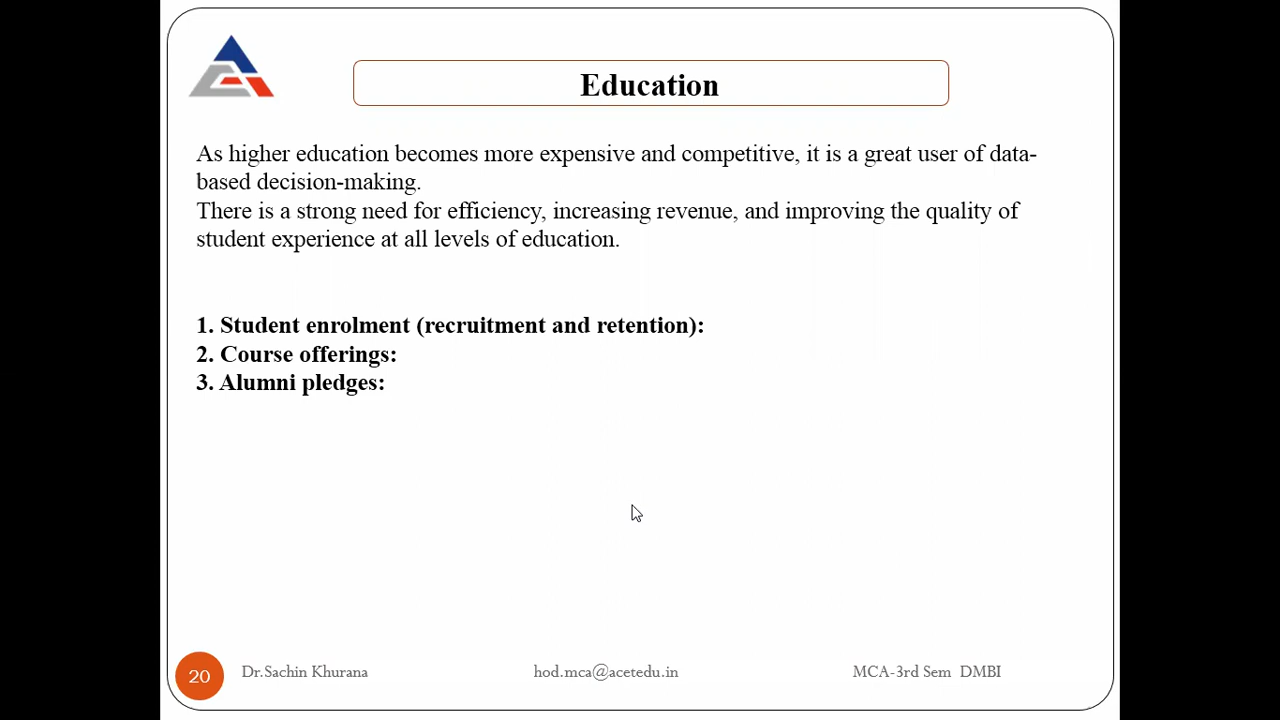 Education
As higher education becomes more expensive and competitive, it is a great user of data-
based decision-making.
There is a strong need for efficiency, increasing revenue, and improving the quality of
student experience at all levels of education.
1. Student enrolment (recruitment and retention):
2. Course offerings:
3. Alumni pledges:
20
Dr.Sachin Khurana
hod.mca@acetedu.in
MCA-3rd Sem DMBI